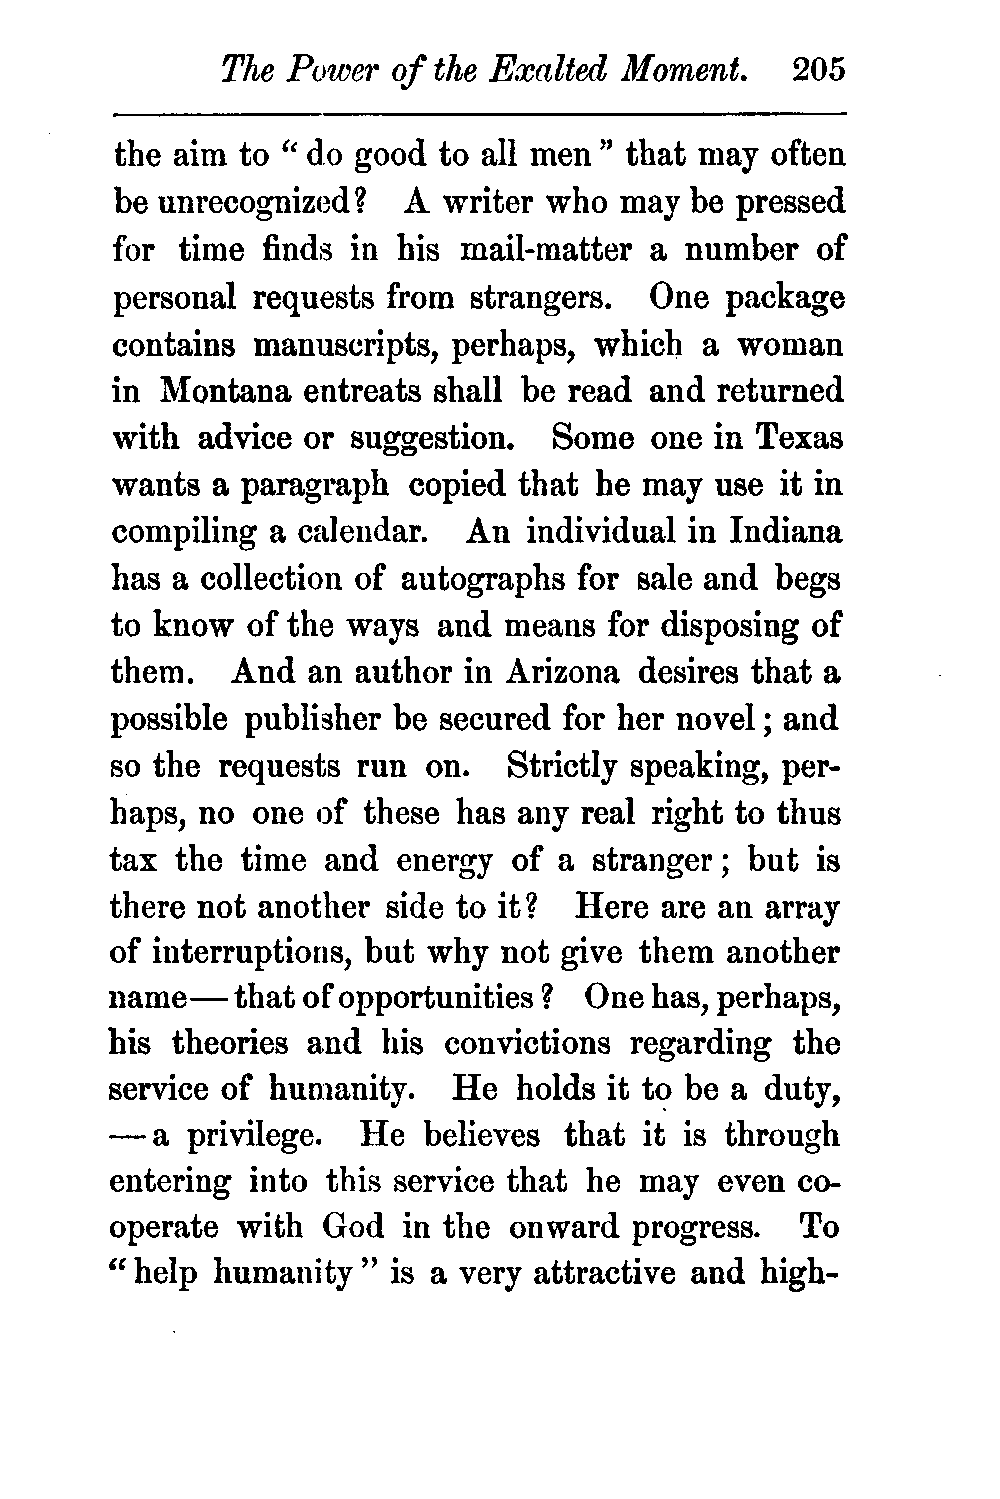 The Power of the Exalted Moment. 205
the aim to “ do good to all men ” that may often
be unrecognized? A writer who may be pressed
for time finds in his mail-matter a number of
personal requests from strangers. One package
contains manuscripts, perhaps, which a woman
in Montana entreats shall be read and returned
with advice or suggestion. Some one in Texas
wants a paragraph copied that he may use it in
compiling a calendar. An individual in Indiana
has a collection of autographs for sale and begs
to know of the ways and means for disposing of
them. And an author in Arizona desires that a
possible publisher be secured for her novel ; and
so the requests run on. Strictly speaking, per-
haps, no one of these has any real right to thus
tax the time and energy of a stranger ; but is
there not another side to it? Here are an array
of interruptions, but why not give them another
name—that of opportunities ? One has, perhaps,
his theories and his convictions regarding the
service of humanity. He holds it to be a duty,
—a privilege. He believes that it is through
entering into this service that he may even co-
operate with God in the onward progress. To
“ help humanity ” is a very attractive and high-